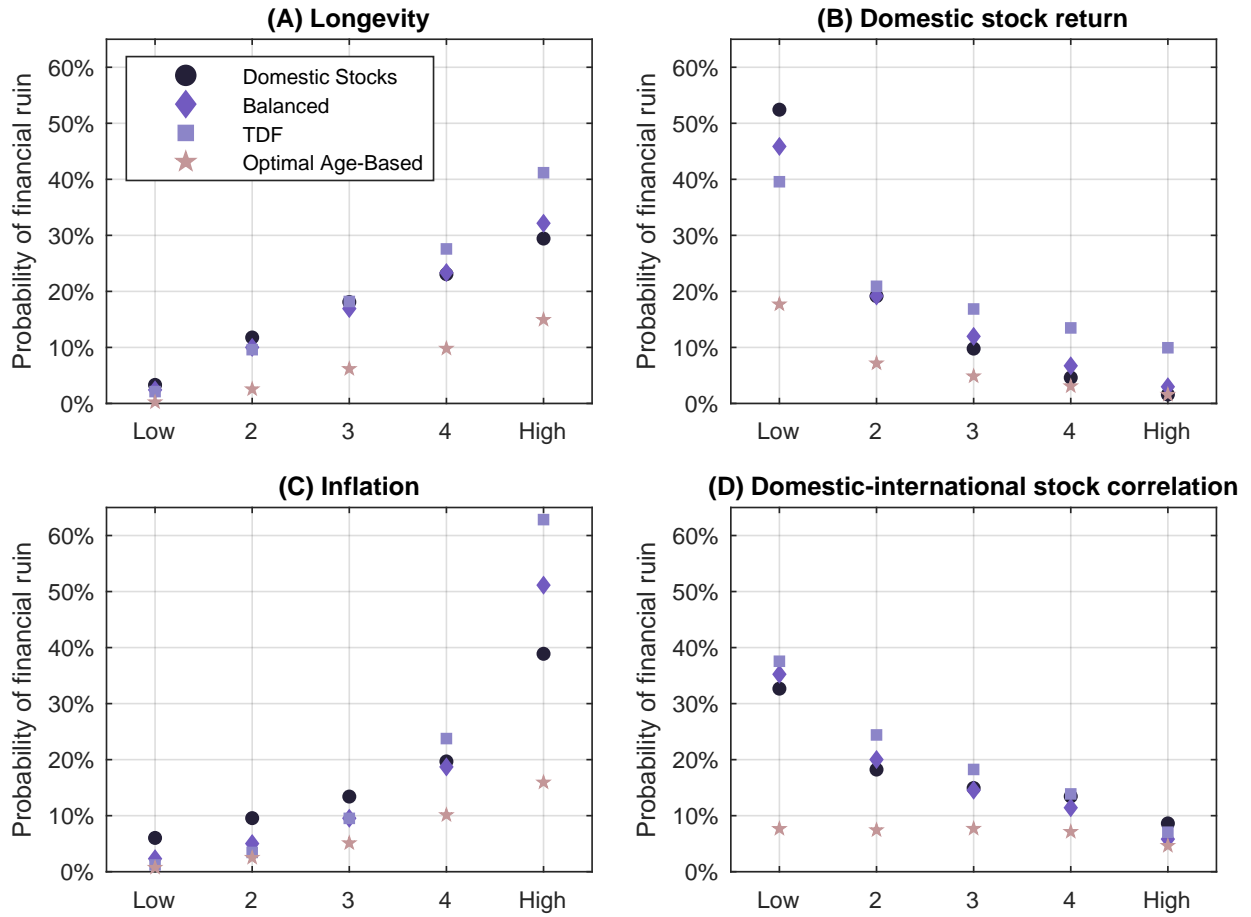 (A) Longevity
Probability of financial ruin
60%
50%
40%
30%
20%
10%
0%
Domestic Stocks
Balanced
TDF
Optimal Age-Based
Low 2 3 4 High
(B) Domestic stock return
Probability of financial ruin
60%
50%
40%
30%
20%
10%
0%
Low 2 3 4 High
(C) Inflation
Probability of financial ruin
60%
50%
40%
30%
20%
10%
0%
Low 2 3 4 High
(D) Domestic-international stock correlation
Probability of financial ruin
60%
50%
40%
30%
20%
10%
0%
Low 2 3 4 High